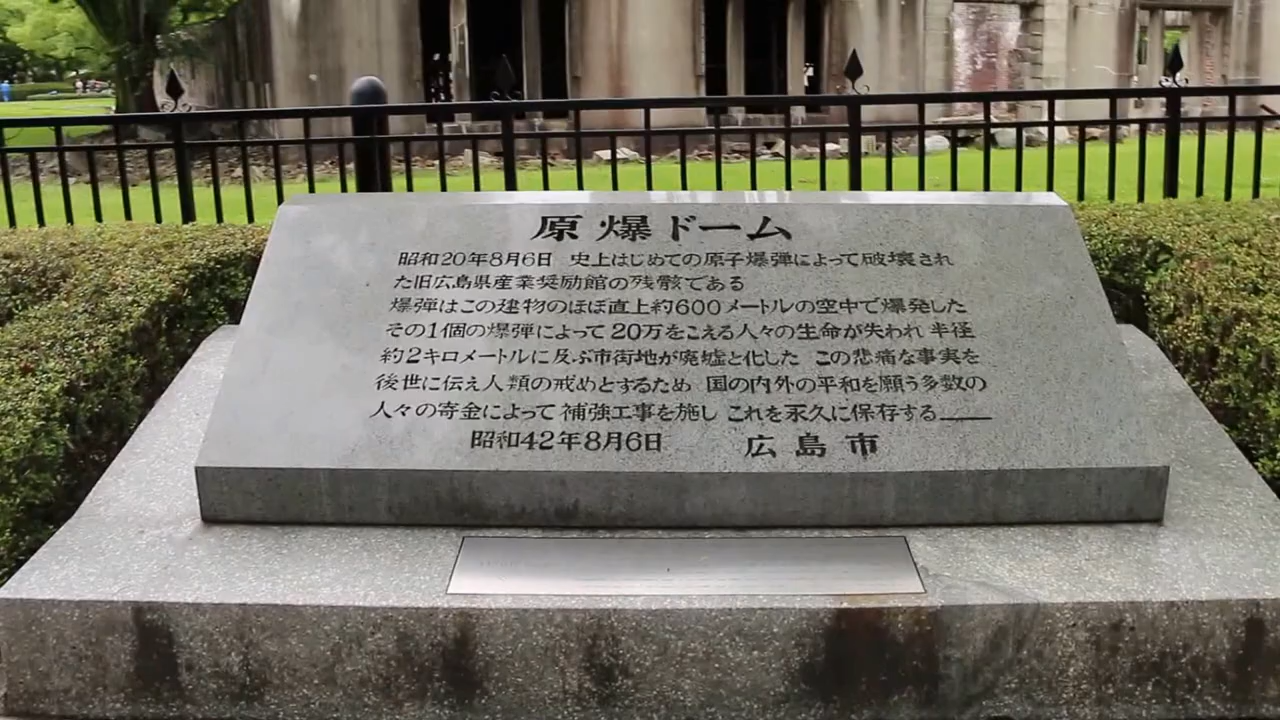 原爆ドーム
昭和20年8月6日 史上はじめての原子爆弾によって破壊され
た旧広島県産業奨励館の残骸である
爆弾はこの建物のほぼ直上約600メートルの空中で爆発した
その1個の爆弾によって20万をこえる人々の生命が失われ 半径
約2キロメートルに及ぶ市街地が廃墟と化した この悲痛な事実を
後世に伝え人類の戒めとするため 国の内外の平和を願う多数の
人々の寄金によって補強工事を施し これを永久に保存する
昭和42年8月6日 広島市